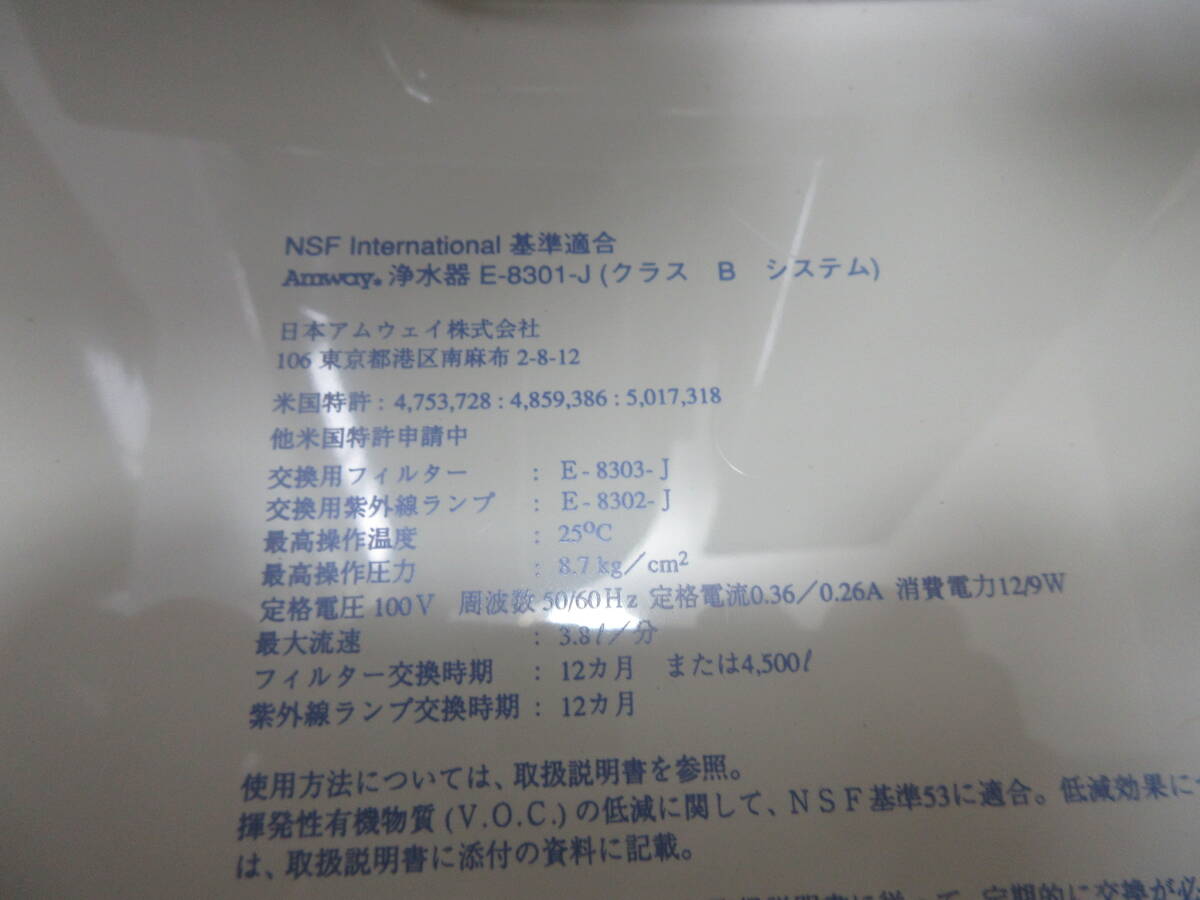 NSF International 基準適合
Amway® 浄水器 E-8301-J (クラス B システム)
日本アムウェイ株式会社
106 東京都港区南麻布 2-8-12
米国特許 : 4,753,728 : 4,859,386 : 5,017,318
他米国特許申請中
交換用フィルター : E - 8303- J
交換用紫外線ランプ : E - 8302- J
最高操作温度 : 25ºC
最高操作圧力 : 8.7 kg/cm²
定格電圧 100V 周波数 50/60Hz 定格電流0.36/0.26A 消費電力12/9W
最大流速 : 3.8ℓ/分
フィルター交換時期 : 12カ月 または4,500ℓ
紫外線ランプ交換時期 : 12カ月
使用方法については、取扱説明書を参照。
揮発性有機物質 (V.O.C.) の低減に関して、NSF基準53に適合。低減効果に
は、取扱説明書に添付の資料に記載。
定期的に交換が必